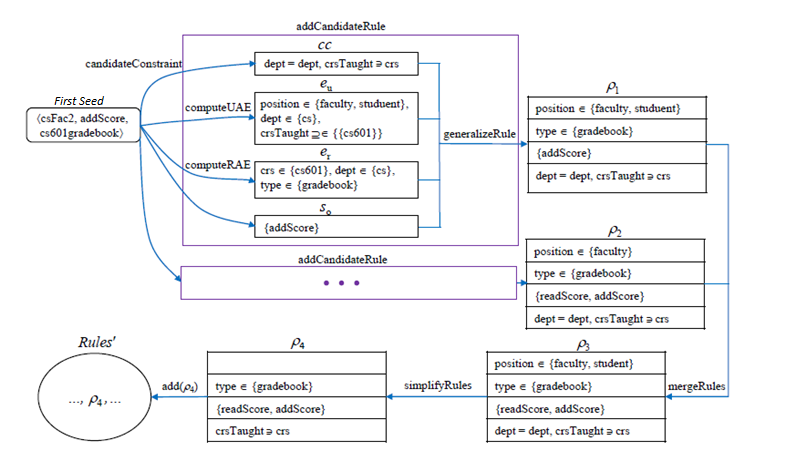 addCandidateRule
cc
candidateConstraint
dept = dept, crsTaught ∋ crs
e_u
First Seed
⟨csFac2, addScore,
cs601gradebook⟩
computeUAE
position ∈ {faculty, studuent},
dept ∈ {cs},
crsTaught ⊇∈ {{cs601}}
generalizeRule
ρ1
position ∈ {faculty, studuent}
type ∈ {gradebook}
{addScore}
dept = dept, crsTaught ∋ crs
e_r
computeRAE
crs ∈ {cs601}, dept ∈ {cs},
type ∈ {gradebook}
s_o
{addScore}
addCandidateRule
• • •
ρ2
position ∈ {faculty}
type ∈ {gradebook}
{readScore, addScore}
dept = dept, crsTaught ∋ crs
Rules'
..., ρ4, ...
add(ρ4)
ρ4
type ∈ {gradebook}
{readScore, addScore}
crsTaught ∋ crs
simplifyRules
ρ3
position ∈ {faculty, student}
type ∈ {gradebook}
{readScore, addScore}
dept = dept, crsTaught ∋ crs
mergeRules